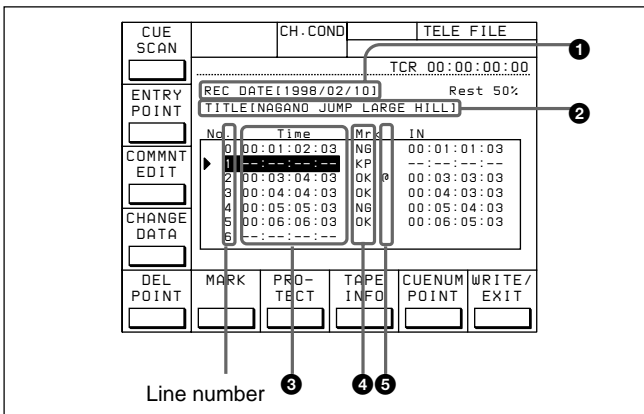 CUE SCAN
CH.COND
TELE FILE
❶
TCR 00:00:00:00
ENTRY POINT
REC DATE[1998/02/10]
Rest 50%
TITLE[NAGANO JUMP LARGE HILL]
❷
No. Time Mrk IN
0 00:01:02:03 NG 00:01:01:03
COMMNT EDIT
1 --:--:--:-- KP --:--:--:--
2 00:03:04:03 OK @ 00:03:03:03
3 00:04:04:03 OK 00:04:03:03
CHANGE DATA
4 00:05:05:03 NG 00:05:04:03
5 00:06:06:03 OK 00:06:05:03
6 --:--:--:--
DEL POINT
MARK
PRO-TECT
TAPE INFO
CUENUM POINT
WRITE/EXIT
Line number
❸
❹
❺